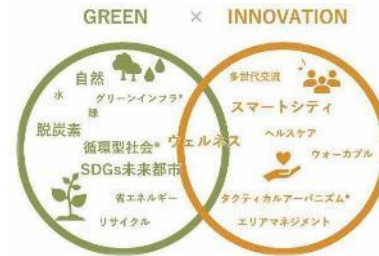 GREEN × INNOVATION
自然
水
グリーンインフラ*
緑
脱炭素
循環型社会*
SDGs未来都市
省エネルギー
リサイクル
ウェルネス
多世代交流
スマートシティ
ヘルスケア
ウォーカブル
タクティカルアーバニズム*
エリアマネジメント